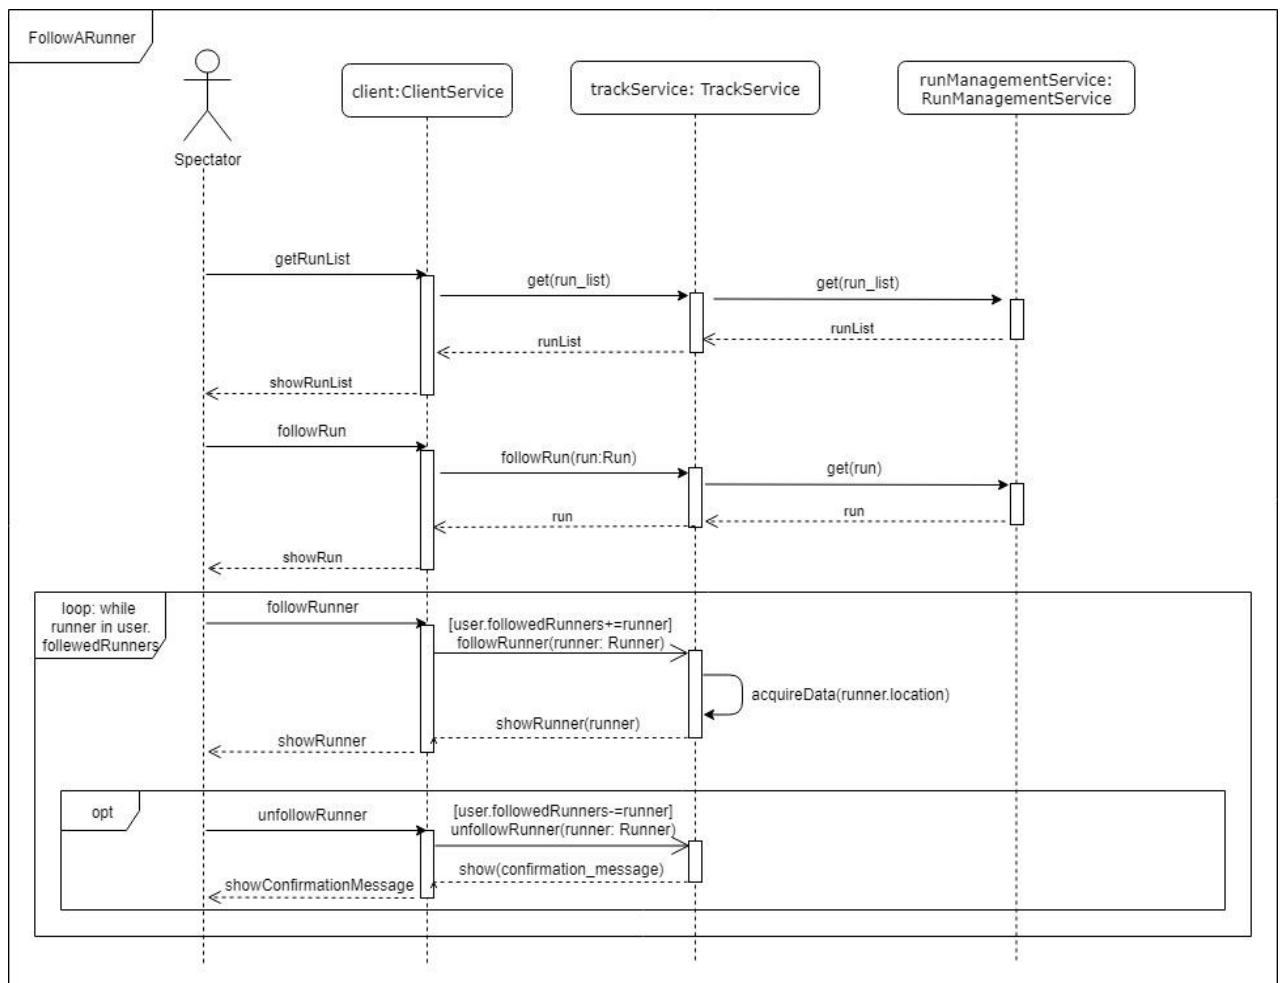 FollowARunner
client:ClientService
trackService: TrackService
runManagementService:
RunManagementService
Spectator
getRunList
get(run_list)
get(run_list)
runList
runList
showRunList
followRun
followRun(run:Run)
get(run)
run
run
showRun
loop: while
runner in user.
follewedRunners
followRunner
[user.followedRunners+=runner]
followRunner(runner: Runner)
acquireData(runner.location)
showRunner(runner)
showRunner
opt
unfollowRunner
[user.followedRunners-=runner]
unfollowRunner(runner: Runner)
show(confirmation_message)
showConfirmationMessage